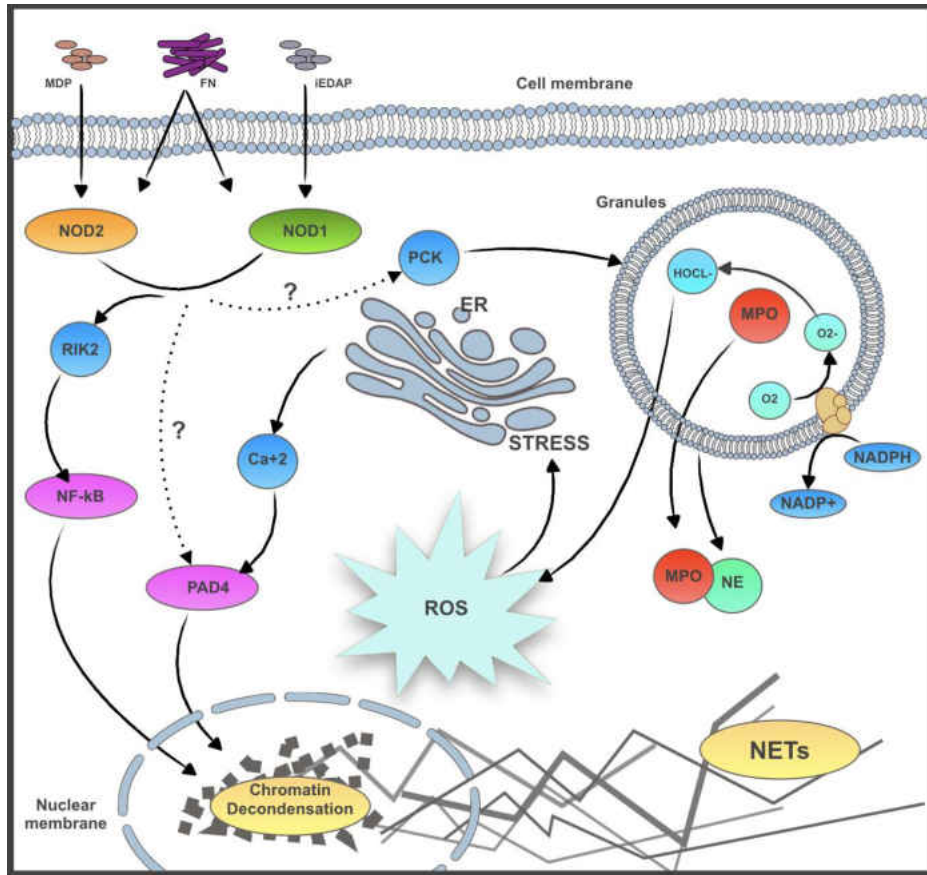 MDP
FN
iEDAP
Cell membrane
NOD2
NOD1
Granules
PCK
?
HOCL-
ER
MPO
O2-
RIK2
O2
?
STRESS
Ca+2
NADPH
NF-kB
NADP+
PAD4
MPO
NE
ROS
NETs
Chromatin
Decondensation
Nuclear
membrane